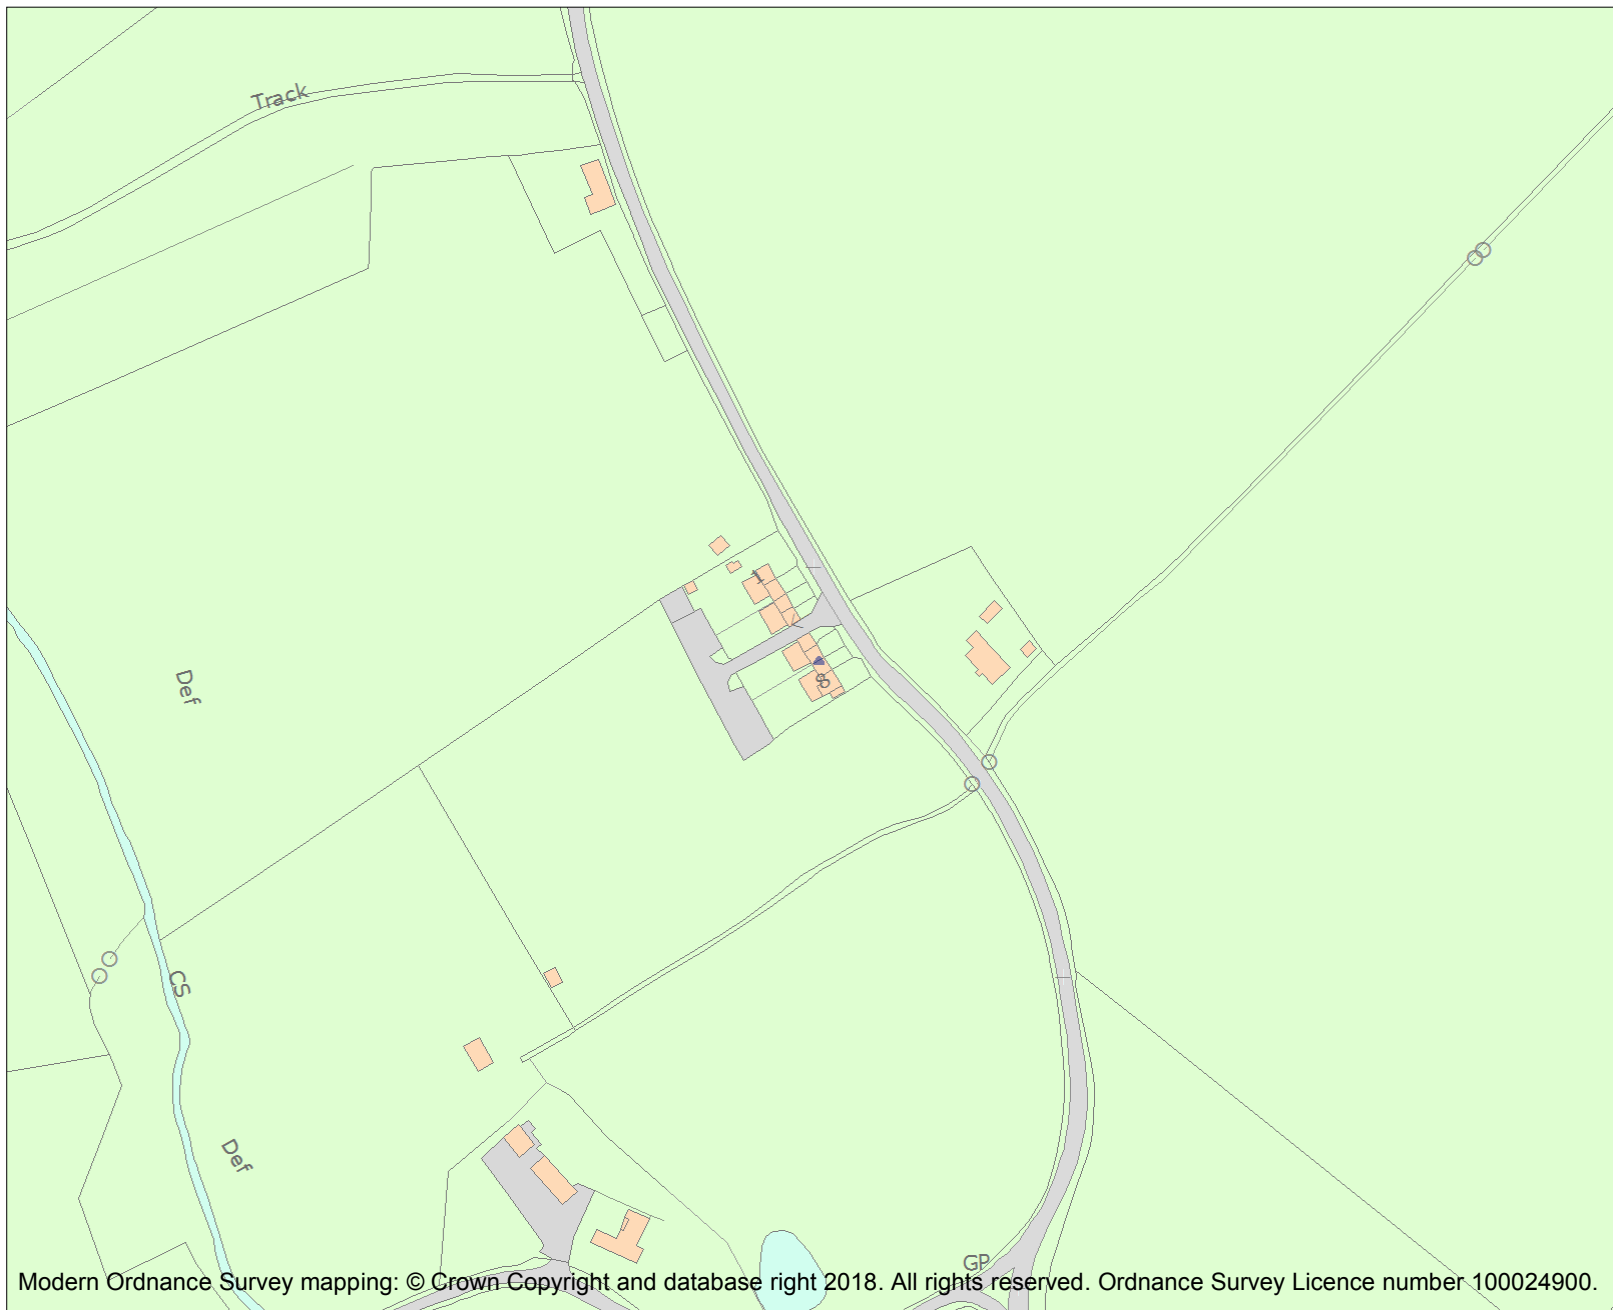 Track
1
8
Def
CS
Def
GP
Modern Ordnance Survey mapping: © Crown Copyright and database right 2018. All rights reserved. Ordnance Survey Licence number 100024900.